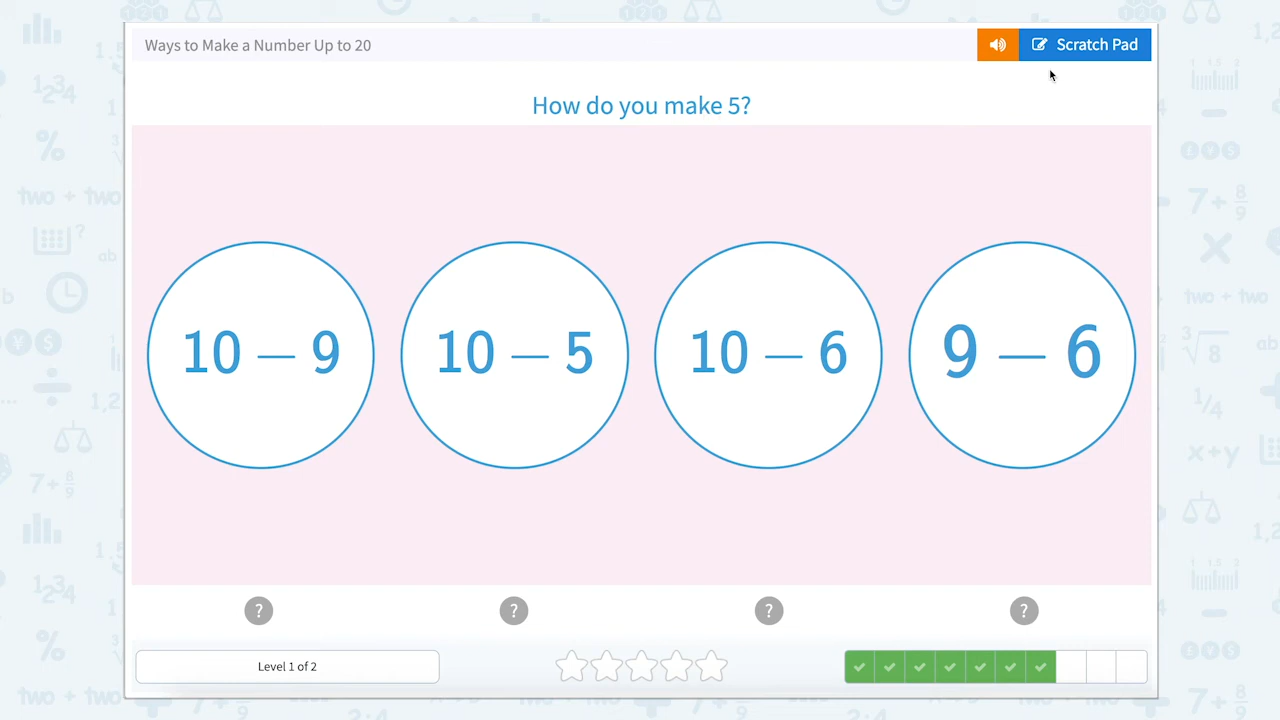 Ways to Make a Number Up to 20
Scratch Pad
How do you make 5?
10 − 9
10 − 5
10 − 6
9 − 6
? ? ? ?
Level 1 of 2